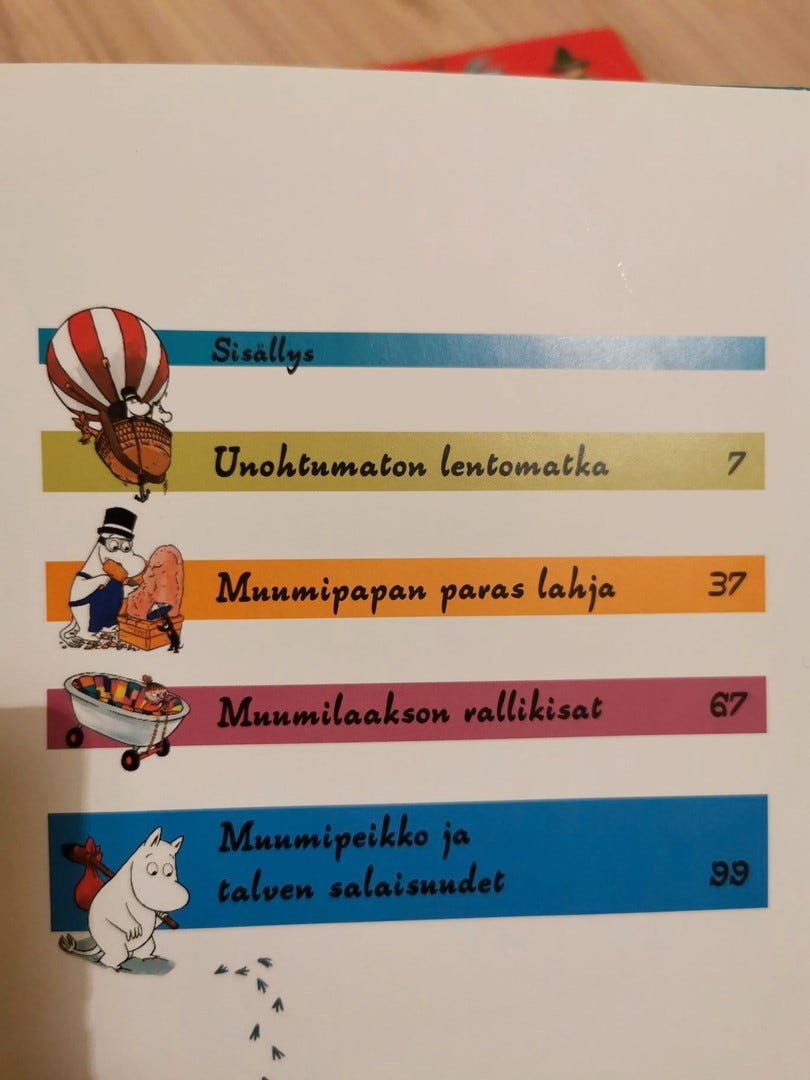 Sisällys
Unohtumaton lentomatka 7
Muumipapan paras lahja 37
Muumilaakson rallikisat 67
Muumipeikko ja
talven salaisuudet 99